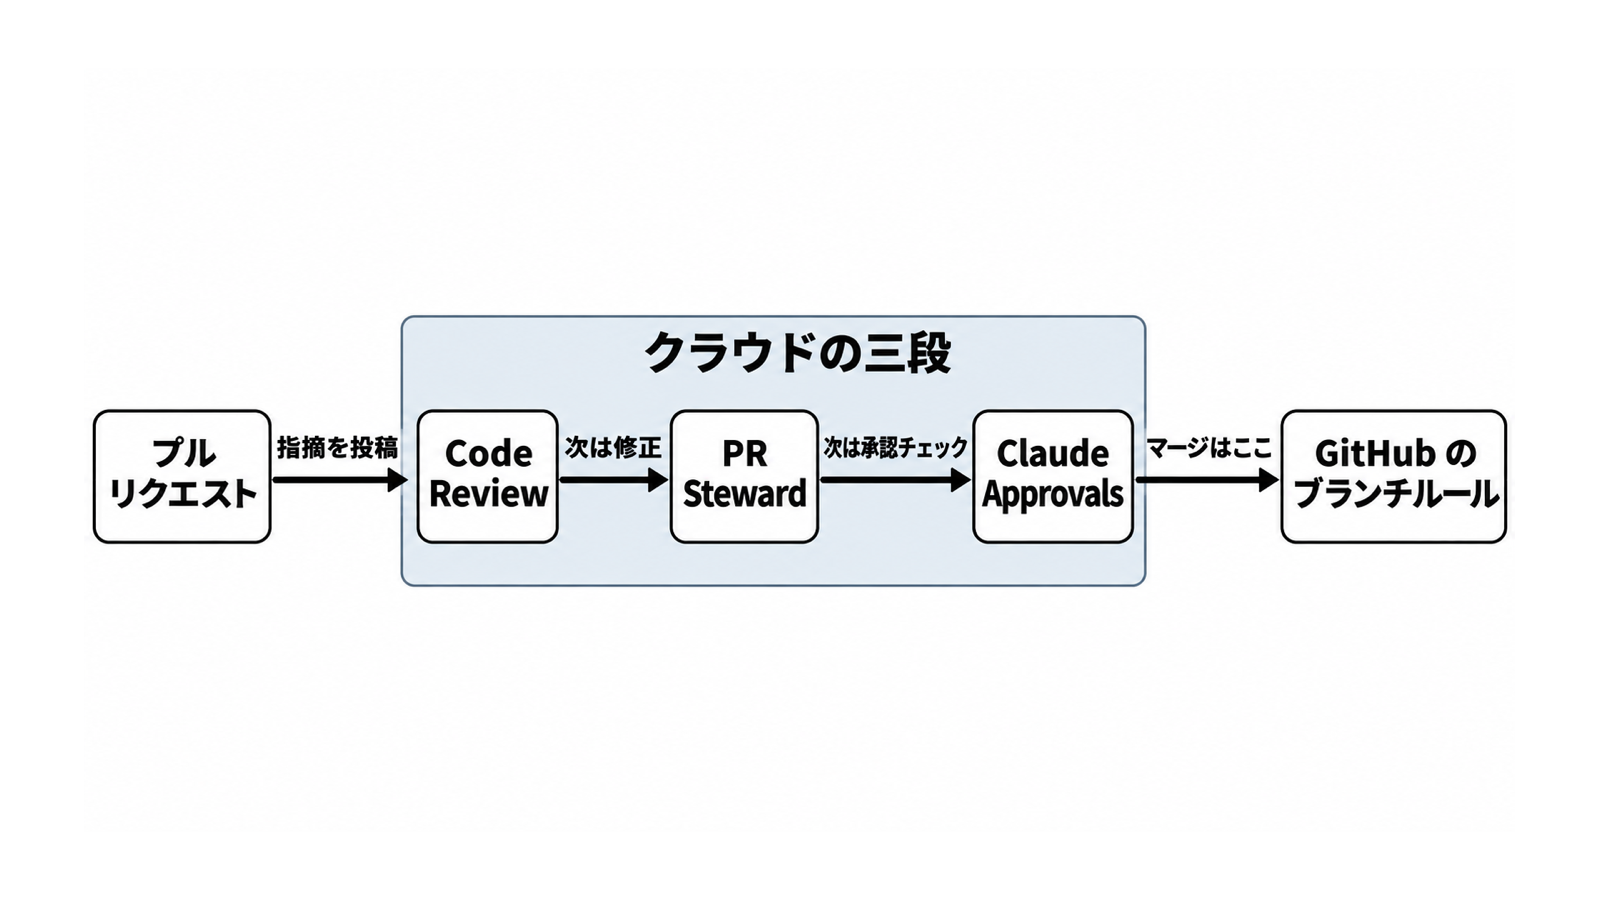 クラウドの三段
プル
リクエスト
指摘を投稿
Code
Review
次は修正
PR
Steward
次は承認チェック
Claude
Approvals
マージはここ
GitHub の
ブランチルール